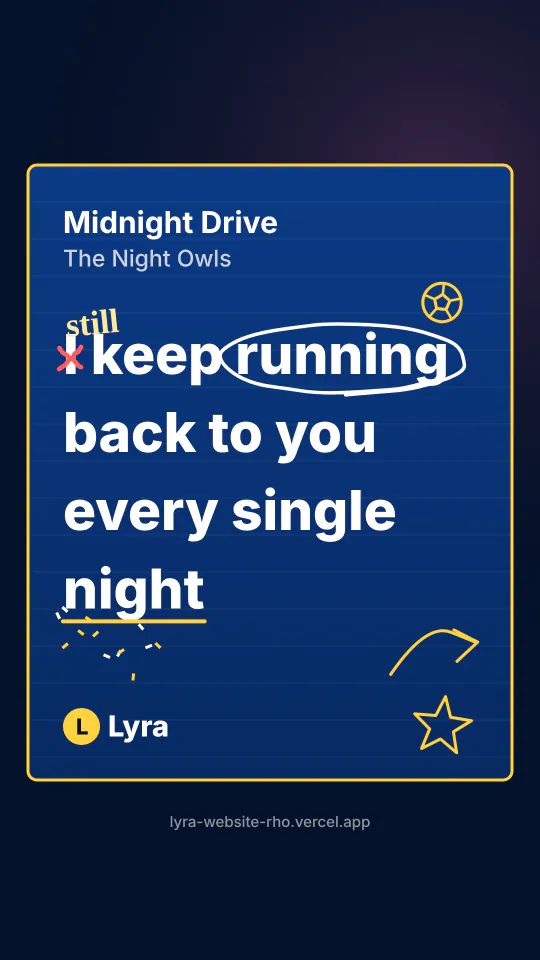 Midnight Drive
The Night Owls
still
I keep running
back to you
every single
night
L Lyra
lyra-website-rho.vercel.app